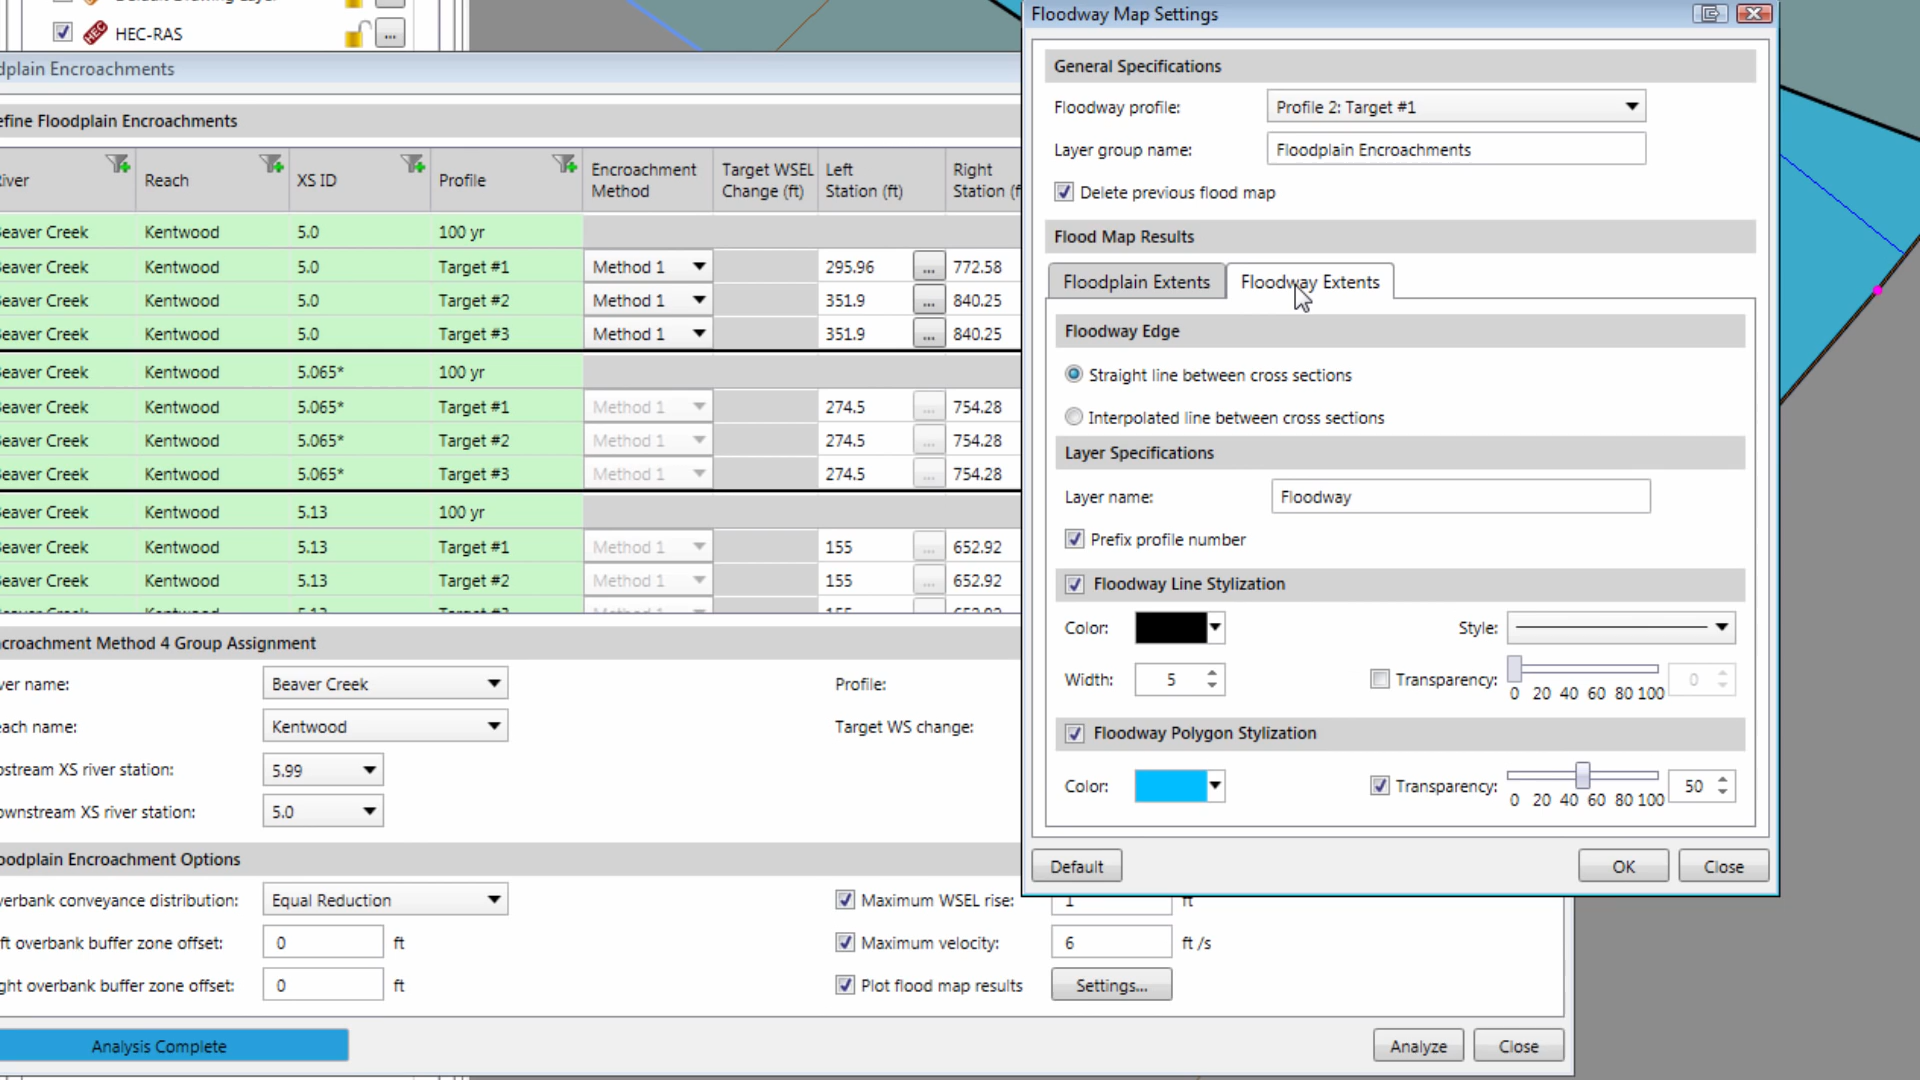 HEC-RAS
...
dplain Encroachments
efine Floodplain Encroachments
iver Reach XS ID Profile Encroachment Method Target WSEL Change (ft) Left Station (ft) Right Station (f
eaver Creek Kentwood 5.0 100 yr
eaver Creek Kentwood 5.0 Target #1 Method 1 295.96 ... 772.58
eaver Creek Kentwood 5.0 Target #2 Method 1 351.9 ... 840.25
eaver Creek Kentwood 5.0 Target #3 Method 1 351.9 ... 840.25
eaver Creek Kentwood 5.065* 100 yr
eaver Creek Kentwood 5.065* Target #1 Method 1 274.5 ... 754.28
eaver Creek Kentwood 5.065* Target #2 Method 1 274.5 ... 754.28
eaver Creek Kentwood 5.065* Target #3 Method 1 274.5 ... 754.28
eaver Creek Kentwood 5.13 100 yr
eaver Creek Kentwood 5.13 Target #1 Method 1 155 ... 652.92
eaver Creek Kentwood 5.13 Target #2 Method 1 155 ... 652.92
croachment Method 4 Group Assignment
ver name: Beaver Creek Profile:
each name: Kentwood Target WS change:
pstream XS river station: 5.99
ownstream XS river station: 5.0
oodplain Encroachment Options
verbank conveyance distribution: Equal Reduction Maximum WSEL rise: 1 ft
ft overbank buffer zone offset: 0 ft Maximum velocity: 6 ft /s
ght overbank buffer zone offset: 0 ft Plot flood map results Settings...
Analysis Complete Analyze Close
Floodway Map Settings
General Specifications
Floodway profile: Profile 2: Target #1
Layer group name: Floodplain Encroachments
Delete previous flood map
Flood Map Results
Floodplain Extents Floodway Extents
Floodway Edge
Straight line between cross sections
Interpolated line between cross sections
Layer Specifications
Layer name: Floodway
Prefix profile number
Floodway Line Stylization
Color: Style:
Width: 5 Transparency: 0
0 20 40 60 80 100
Floodway Polygon Stylization
Color: Transparency: 50
0 20 40 60 80 100
Default OK Close